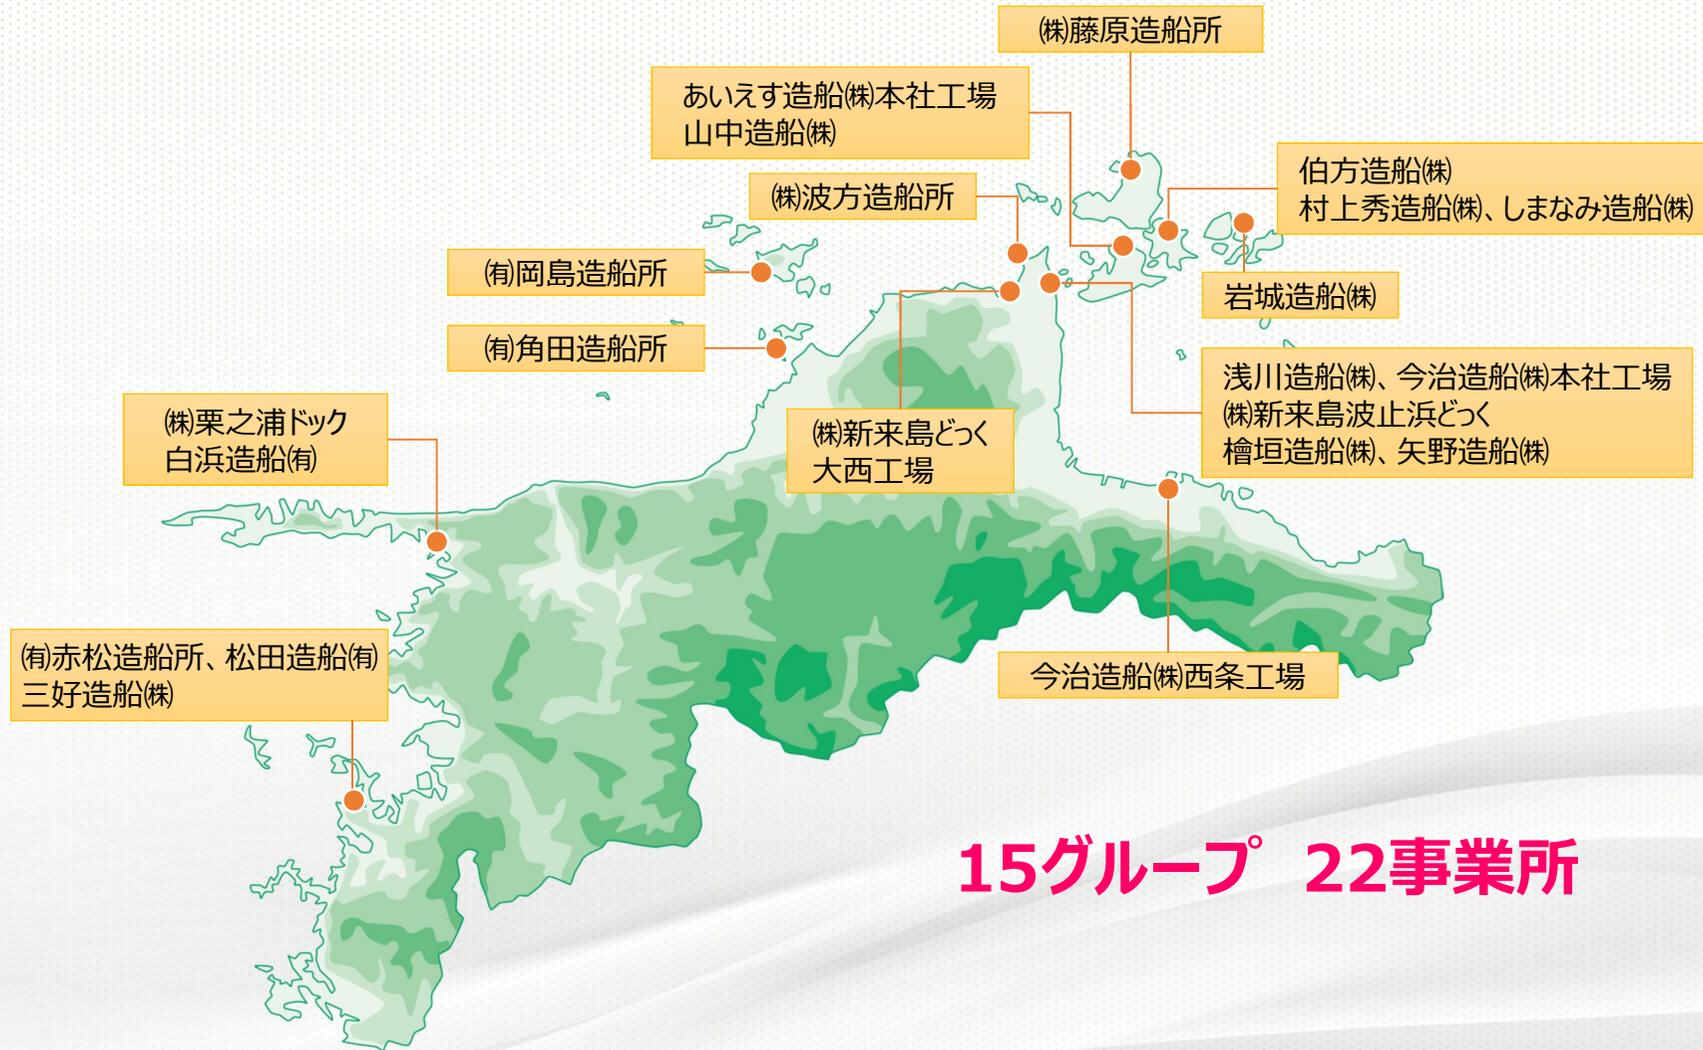 ㈱藤原造船所
あいえす造船㈱本社工場
山中造船㈱
伯方造船㈱
村上秀造船㈱、しまなみ造船㈱
㈱波方造船所
㈲岡島造船所
岩城造船㈱
㈲角田造船所
浅川造船㈱、今治造船㈱本社工場
㈱新来島波止浜どっく
檜垣造船㈱、矢野造船㈱
㈱栗之浦ドック
白浜造船㈲
㈱新来島どっく
大西工場
㈲赤松造船所、松田造船㈲
三好造船㈱
今治造船㈱西条工場
15グループ　22事業所